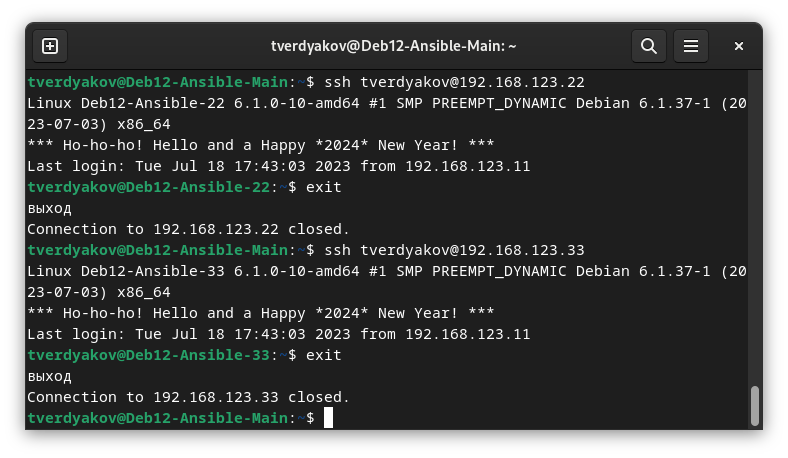 tverdyakov@Deb12-Ansible-Main: ~
tverdyakov@Deb12-Ansible-Main:~$ ssh tverdyakov@192.168.123.22
Linux Deb12-Ansible-22 6.1.0-10-amd64 #1 SMP PREEMPT_DYNAMIC Debian 6.1.37-1 (20
23-07-03) x86_64
*** Ho-ho-ho! Hello and a Happy *2024* New Year! ***
Last login: Tue Jul 18 17:43:03 2023 from 192.168.123.11
tverdyakov@Deb12-Ansible-22:~$ exit
выход
Connection to 192.168.123.22 closed.
tverdyakov@Deb12-Ansible-Main:~$ ssh tverdyakov@192.168.123.33
Linux Deb12-Ansible-33 6.1.0-10-amd64 #1 SMP PREEMPT_DYNAMIC Debian 6.1.37-1 (20
23-07-03) x86_64
*** Ho-ho-ho! Hello and a Happy *2024* New Year! ***
Last login: Tue Jul 18 17:43:03 2023 from 192.168.123.11
tverdyakov@Deb12-Ansible-33:~$ exit
выход
Connection to 192.168.123.33 closed.
tverdyakov@Deb12-Ansible-Main:~$